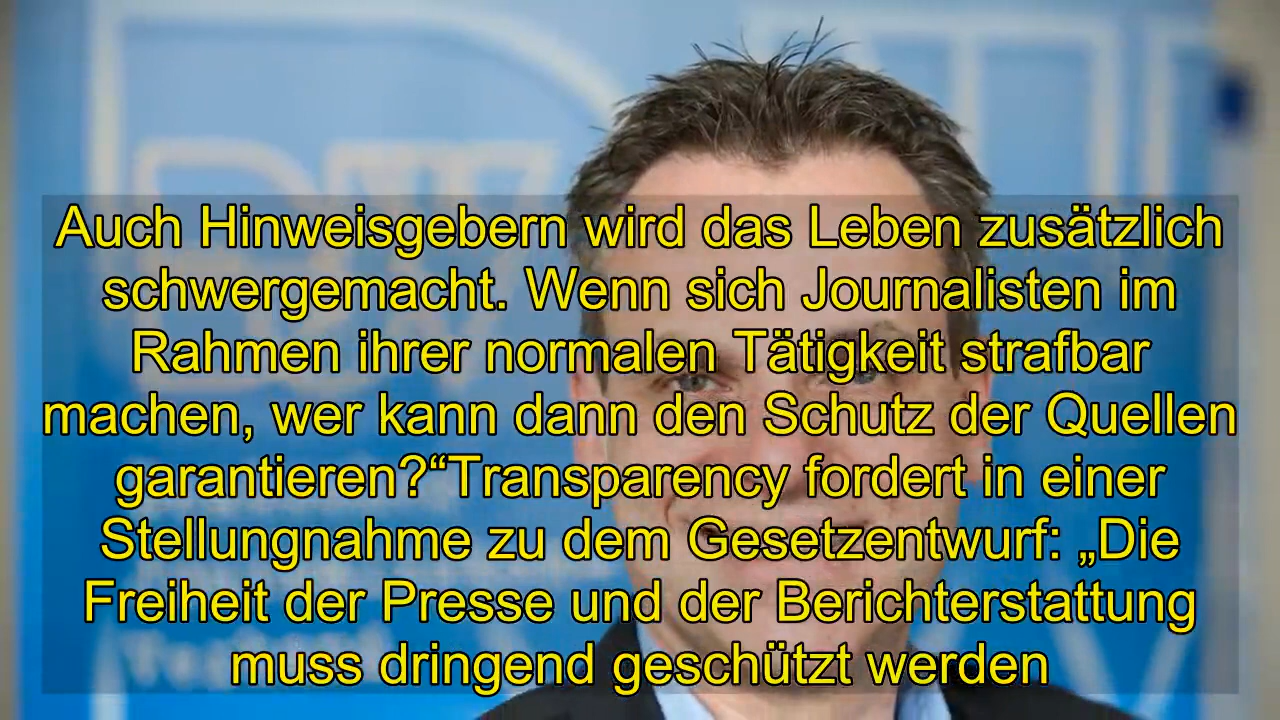 Auch Hinweisgebern wird das Leben zusätzlich
schwergemacht. Wenn sich Journalisten im
Rahmen ihrer normalen Tätigkeit strafbar
machen, wer kann dann den Schutz der Quellen
garantieren?“Transparency fordert in einer
Stellungnahme zu dem Gesetzentwurf: „Die
Freiheit der Presse und der Berichterstattung
muss dringend geschützt werden